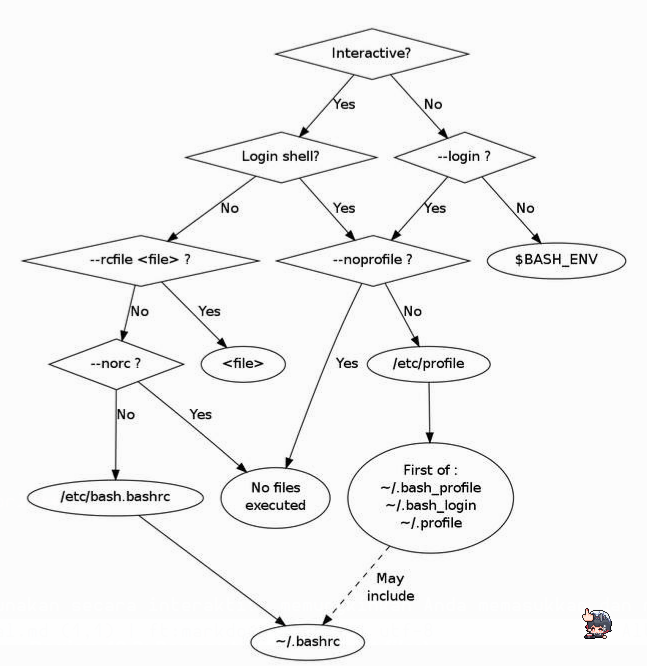 Interactive?
Yes
No
Login shell?
--login ?
No
Yes
Yes
No
--rcfile <file> ?
--noprofile ?
$BASH_ENV
No
Yes
No
--norc ?
<file>
Yes
/etc/profile
No
Yes
/etc/bash.bashrc
No files
executed
First of :
~/.bash_profile
~/.bash_login
~/.profile
May
include
~/.bashrc